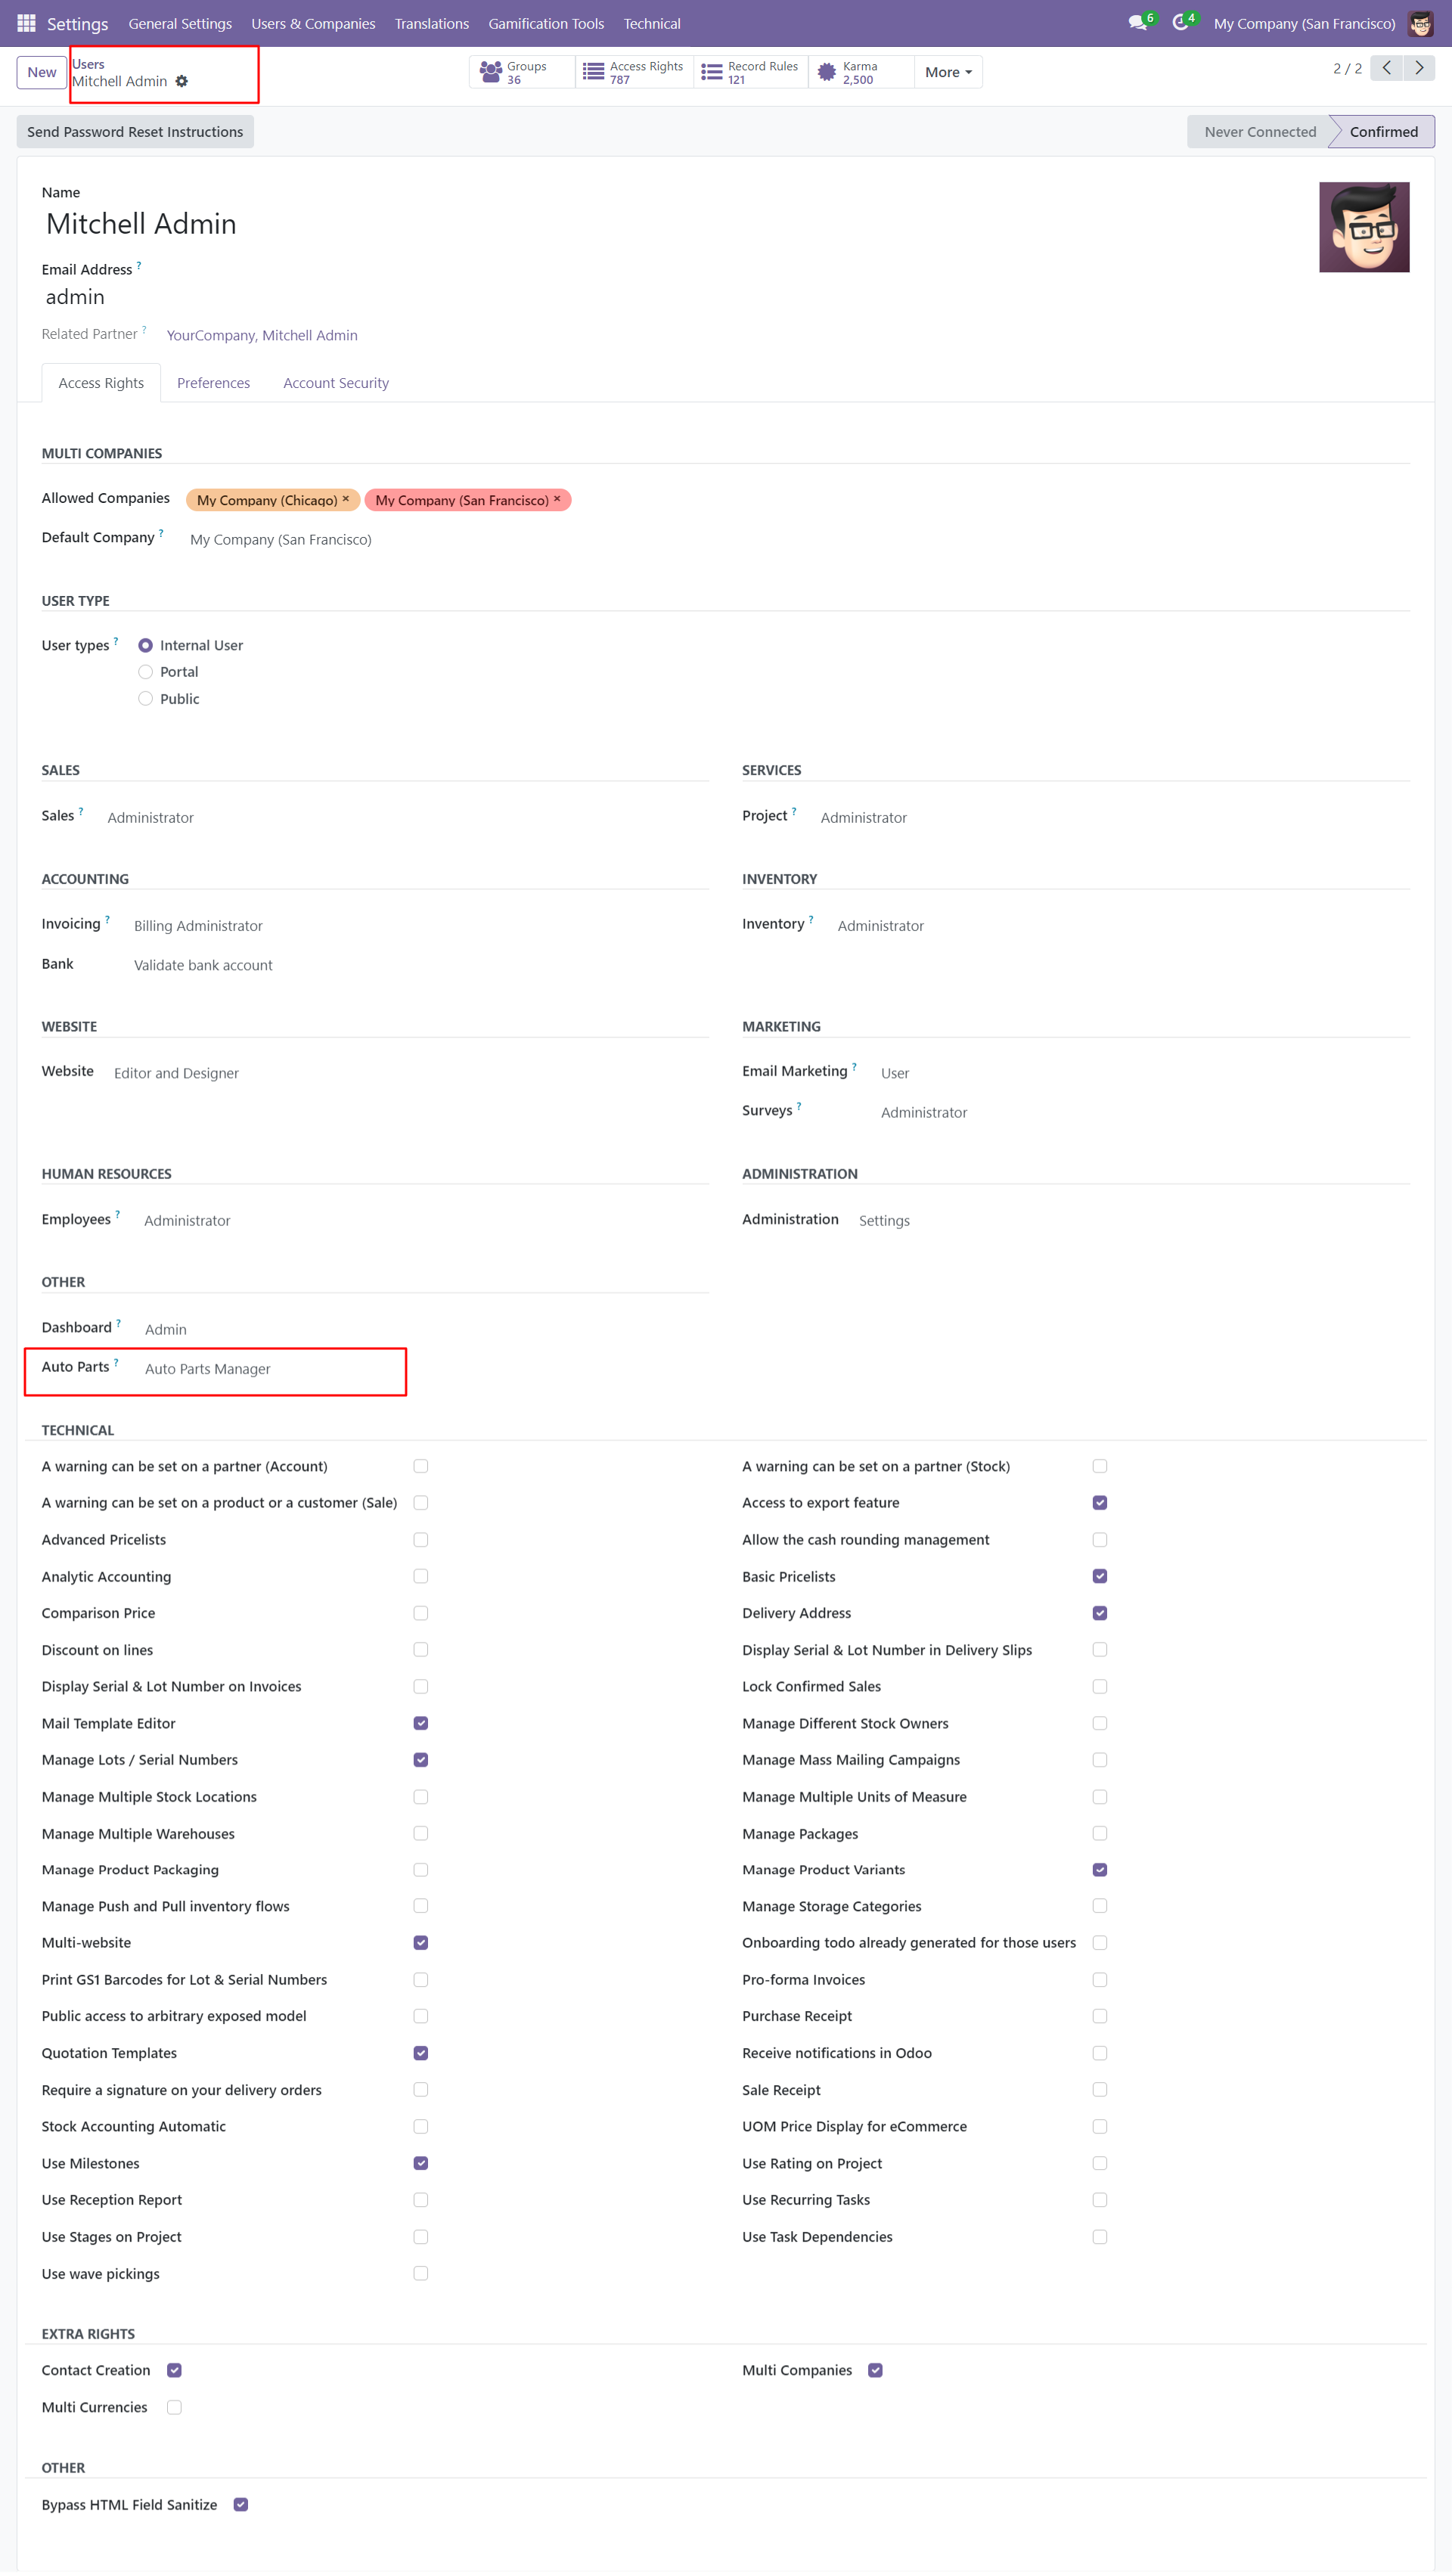 Settings General Settings Users & Companies Translations Gamification Tools Technical 6 4 My Company (San Francisco)
New Users Groups 36 Access Rights 787 Record Rules 121 Karma 2,500 More 2 / 2
Mitchell Admin
Send Password Reset Instructions Never Connected Confirmed
Name
Mitchell Admin
Email Address ?
admin
Related Partner ? YourCompany, Mitchell Admin
Access Rights Preferences Account Security
MULTI COMPANIES
Allowed Companies My Company (Chicago) × My Company (San Francisco) ×
Default Company ? My Company (San Francisco)
USER TYPE
User types ? Internal User
Portal
Public
SALES SERVICES
Sales ? Administrator Project ? Administrator
ACCOUNTING INVENTORY
Invoicing ? Billing Administrator Inventory ? Administrator
Bank Validate bank account
WEBSITE MARKETING
Website Editor and Designer Email Marketing ? User
Surveys ? Administrator
HUMAN RESOURCES ADMINISTRATION
Employees ? Administrator Administration Settings
OTHER
Dashboard ? Admin
Auto Parts ? Auto Parts Manager
TECHNICAL
A warning can be set on a partner (Account) A warning can be set on a partner (Stock)
A warning can be set on a product or a customer (Sale) Access to export feature
Advanced Pricelists Allow the cash rounding management
Analytic Accounting Basic Pricelists
Comparison Price Delivery Address
Discount on lines Display Serial & Lot Number in Delivery Slips
Display Serial & Lot Number on Invoices Lock Confirmed Sales
Mail Template Editor Manage Different Stock Owners
Manage Lots / Serial Numbers Manage Mass Mailing Campaigns
Manage Multiple Stock Locations Manage Multiple Units of Measure
Manage Multiple Warehouses Manage Packages
Manage Product Packaging Manage Product Variants
Manage Push and Pull inventory flows Manage Storage Categories
Multi-website Onboarding todo already generated for those users
Print GS1 Barcodes for Lot & Serial Numbers Pro-forma Invoices
Public access to arbitrary exposed model Purchase Receipt
Quotation Templates Receive notifications in Odoo
Require a signature on your delivery orders Sale Receipt
Stock Accounting Automatic UOM Price Display for eCommerce
Use Milestones Use Rating on Project
Use Reception Report Use Recurring Tasks
Use Stages on Project Use Task Dependencies
Use wave pickings
EXTRA RIGHTS
Contact Creation Multi Companies
Multi Currencies
OTHER
Bypass HTML Field Sanitize